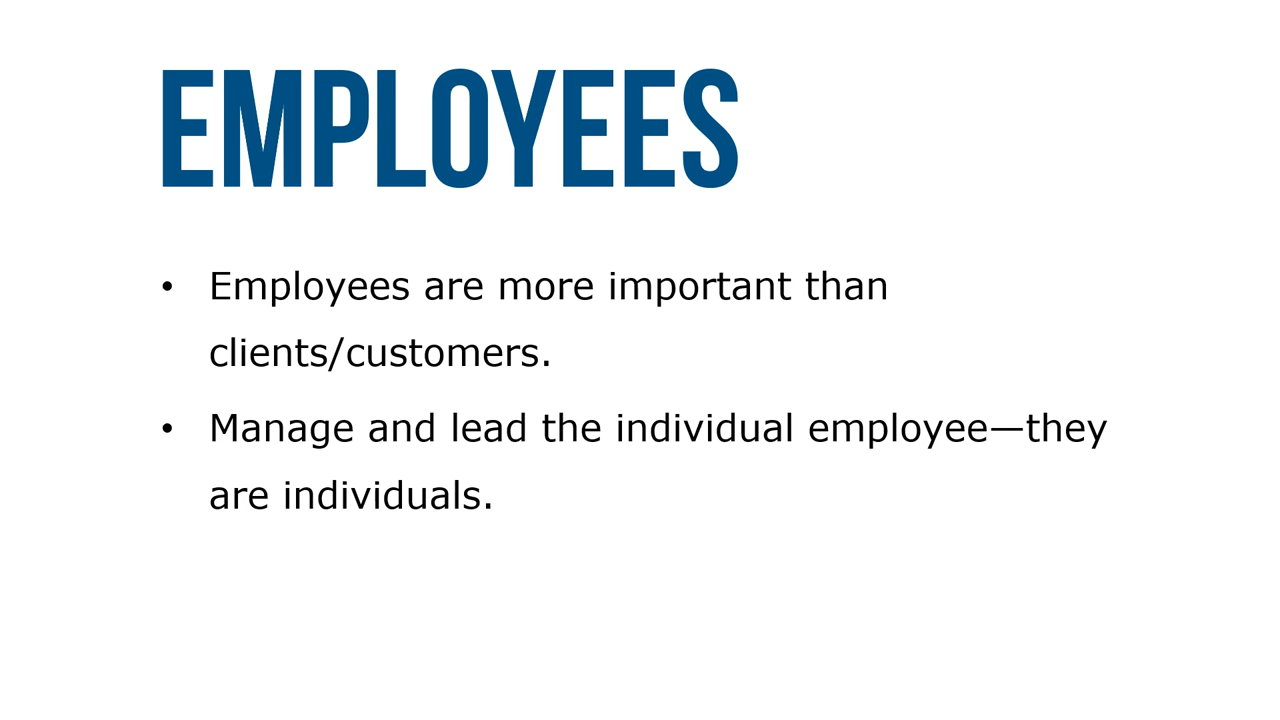 EMPLOYEES
• Employees are more important than
clients/customers.
• Manage and lead the individual employee—they
are individuals.